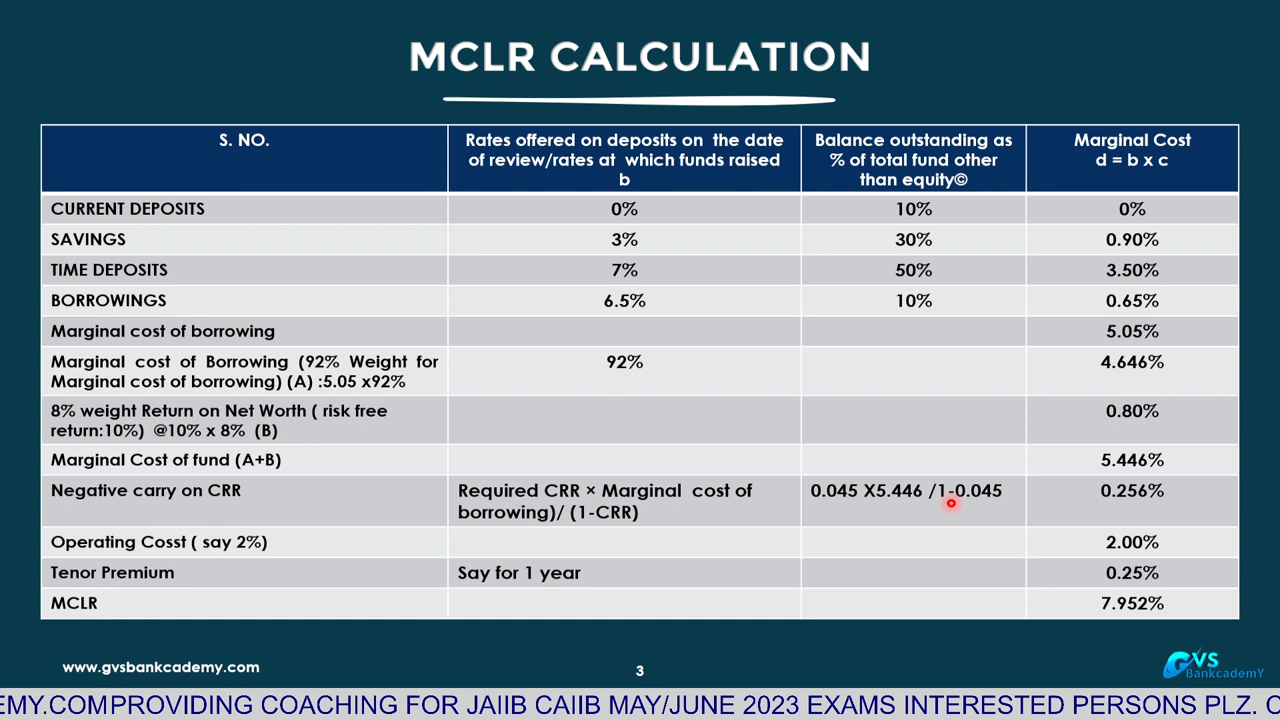 MCLR CALCULATION
S. NO.
Rates offered on deposits on the date
of review/rates at which funds raised
b
Balance outstanding as
% of total fund other
than equity©
Marginal Cost
d = b x c
CURRENT DEPOSITS 0% 10% 0%
SAVINGS 3% 30% 0.90%
TIME DEPOSITS 7% 50% 3.50%
BORROWINGS 6.5% 10% 0.65%
Marginal cost of borrowing 5.05%
Marginal cost of Borrowing (92% Weight for
Marginal cost of borrowing) (A) :5.05 x92%
92% 4.646%
8% weight Return on Net Worth ( risk free
return:10%) @10% x 8% (B)
0.80%
Marginal Cost of fund (A+B) 5.446%
Negative carry on CRR
Required CRR × Marginal cost of
borrowing)/ (1-CRR)
0.045 X5.446 /1-0.045
0.256%
Operating Cosst ( say 2%) 2.00%
Tenor Premium Say for 1 year 0.25%
MCLR 7.952%
www.gvsbankcademy.com
3
GVS
BankcademY
EMY.COMPROVIDING COACHING FOR JAIIB CAIIB MAY/JUNE 2023 EXAMS INTERESTED PERSONS PLZ. C